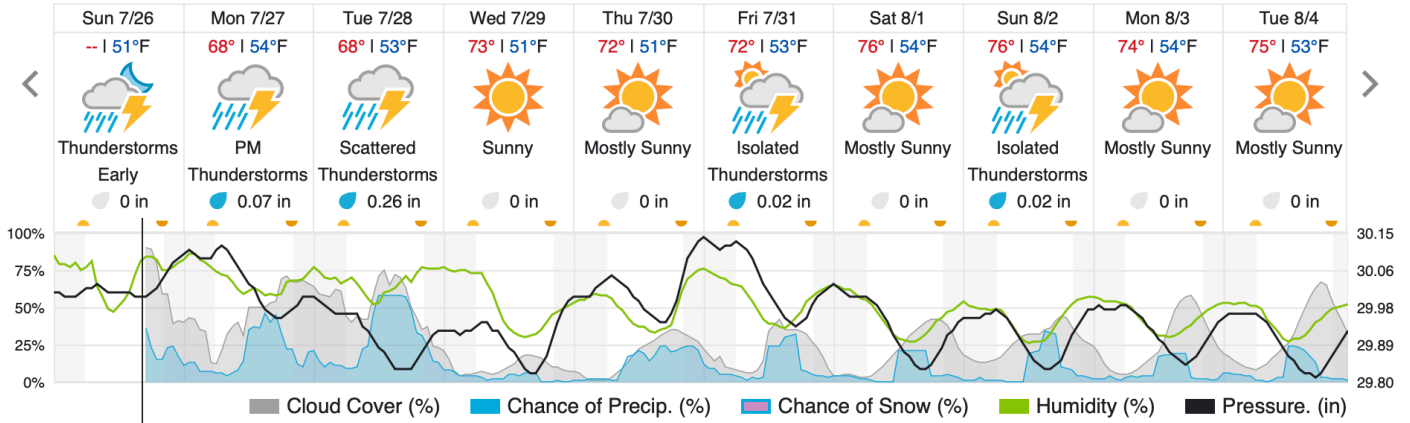 Sun 7/26 Mon 7/27 Tue 7/28 Wed 7/29 Thu 7/30 Fri 7/31 Sat 8/1 Sun 8/2 Mon 8/3 Tue 8/4
-- | 51°F 68° | 54°F 68° | 53°F 73° | 51°F 72° | 51°F 72° | 53°F 76° | 54°F 76° | 54°F 74° | 54°F 75° | 53°F
Thunderstorms PM Scattered Sunny Mostly Sunny Isolated Mostly Sunny Isolated Mostly Sunny Mostly Sunny
Early Thunderstorms Thunderstorms Thunderstorms Thunderstorms
0 in 0.07 in 0.26 in 0 in 0 in 0.02 in 0 in 0.02 in 0 in 0 in
100% 30.15
75% 30.06
50% 29.98
25% 29.89
0% 29.80
Cloud Cover (%) Chance of Precip. (%) Chance of Snow (%) Humidity (%) Pressure. (in)